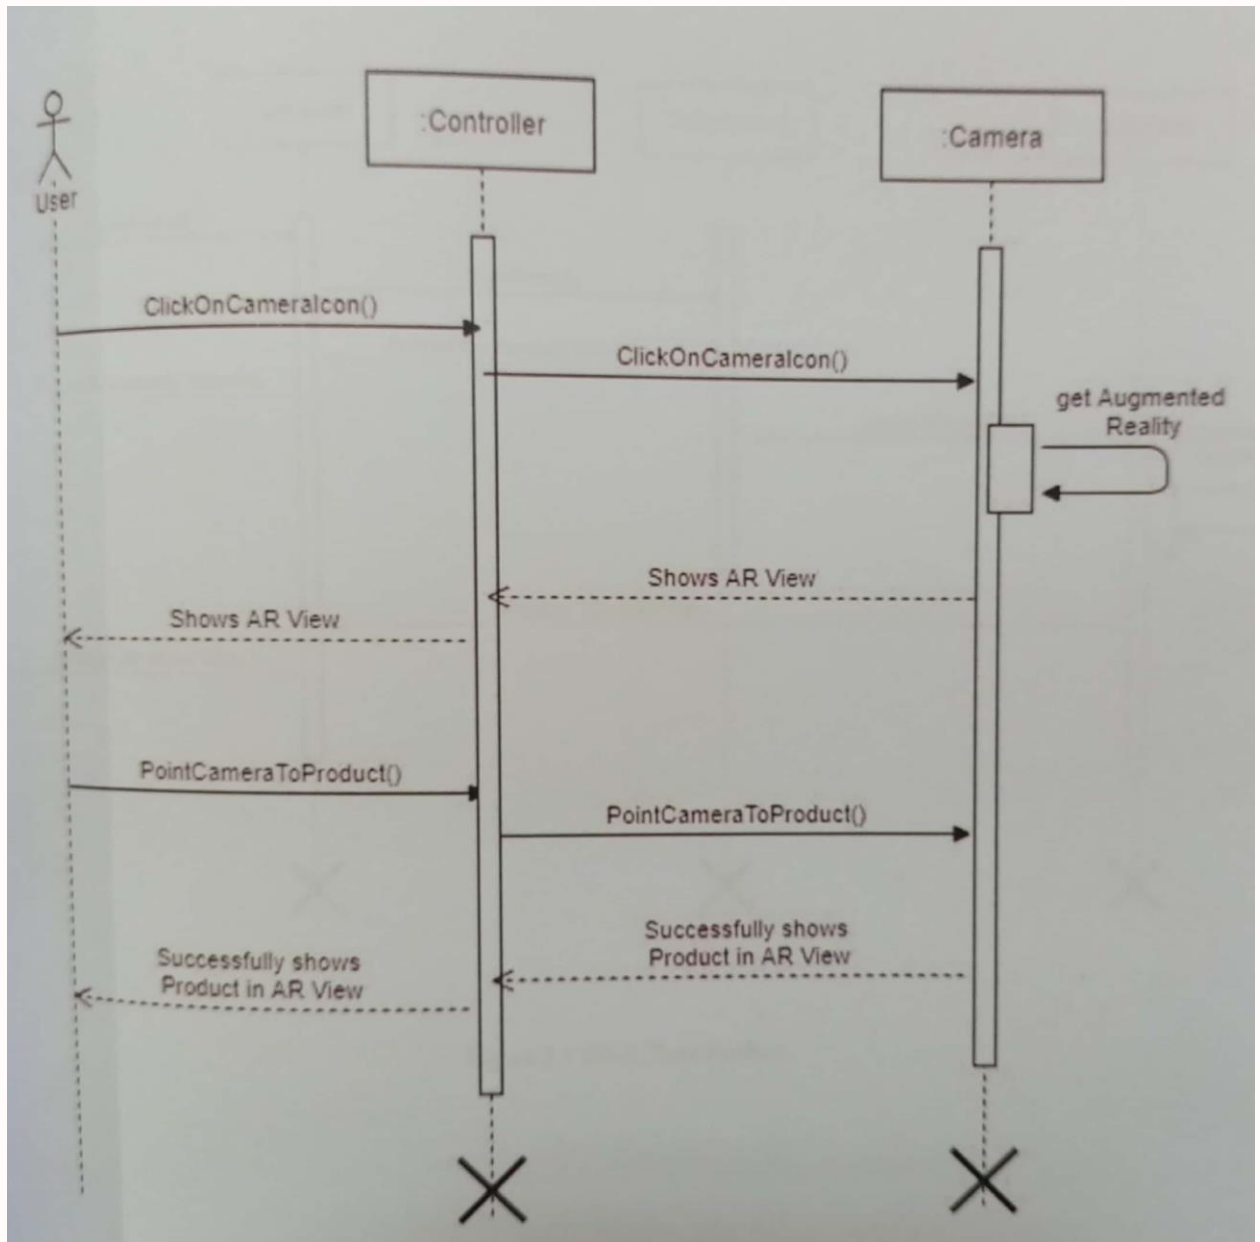 :Controller
:Camera
User
ClickOnCameraIcon()
ClickOnCameraIcon()
get Augmented
Reality
Shows AR View
Shows AR View
PointCameraToProduct()
PointCameraToProduct()
Successfully shows
Product in AR View
Successfully shows
Product in AR View